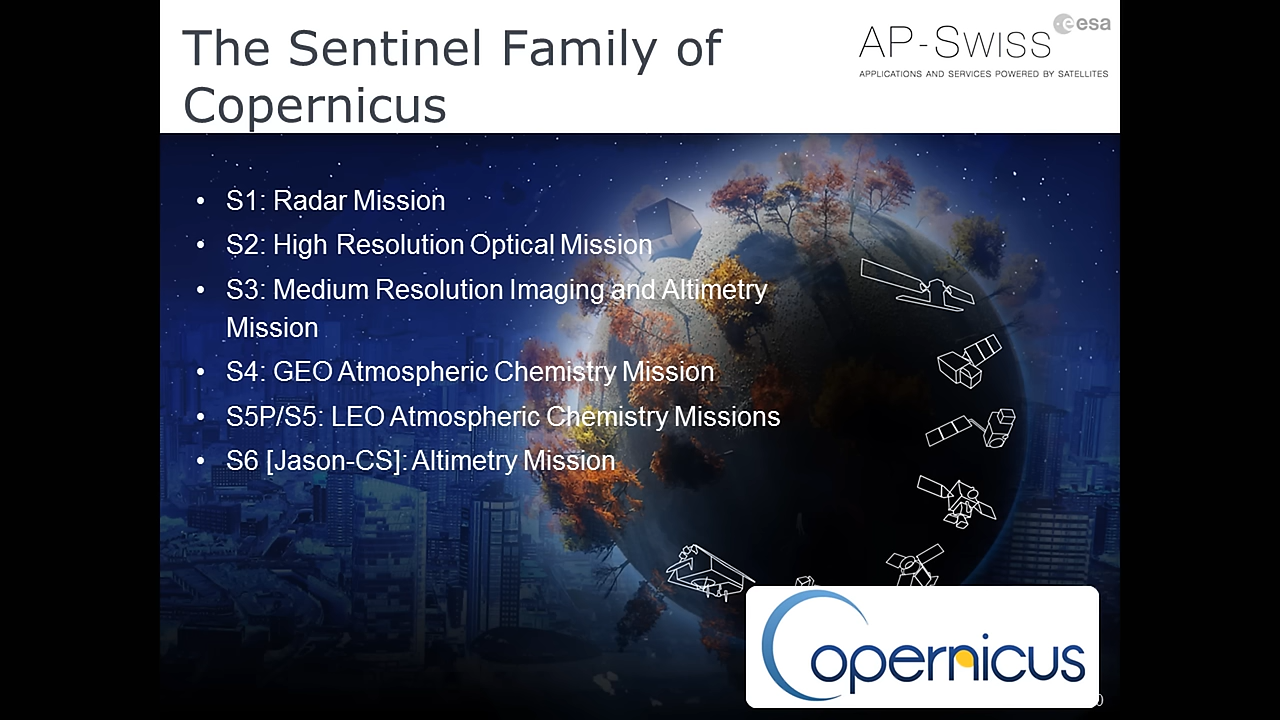 The Sentinel Family of
Copernicus
esa
AP-Swiss
APPLICATIONS AND SERVICES POWERED BY SATELLITES
• S1: Radar Mission
• S2: High Resolution Optical Mission
• S3: Medium Resolution Imaging and Altimetry
Mission
• S4: GEO Atmospheric Chemistry Mission
• S5P/S5: LEO Atmospheric Chemistry Missions
• S6 [Jason-CS]: Altimetry Mission
Copernicus